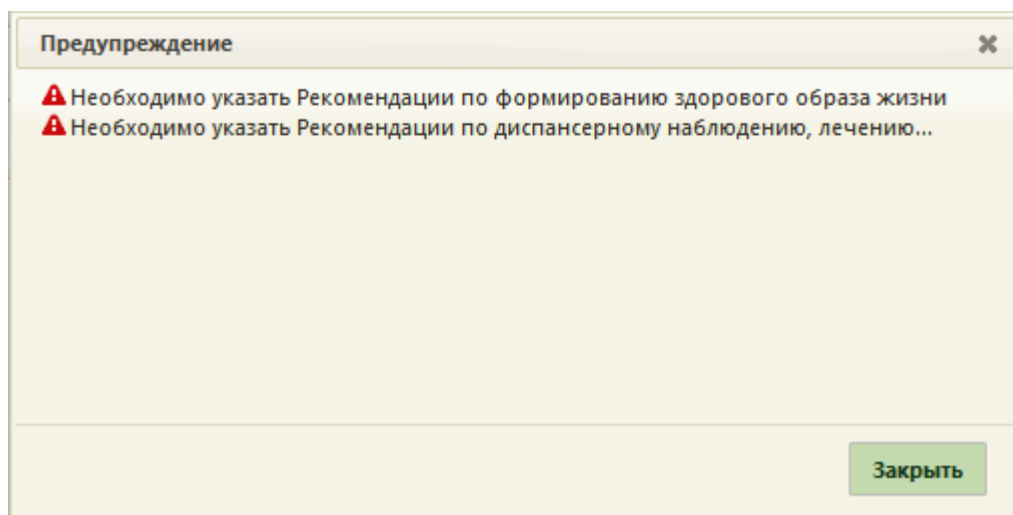 Предупреждение
Необходимо указать Рекомендации по формированию здорового образа жизни
Необходимо указать Рекомендации по диспансерному наблюдению, лечению...
Закрыть